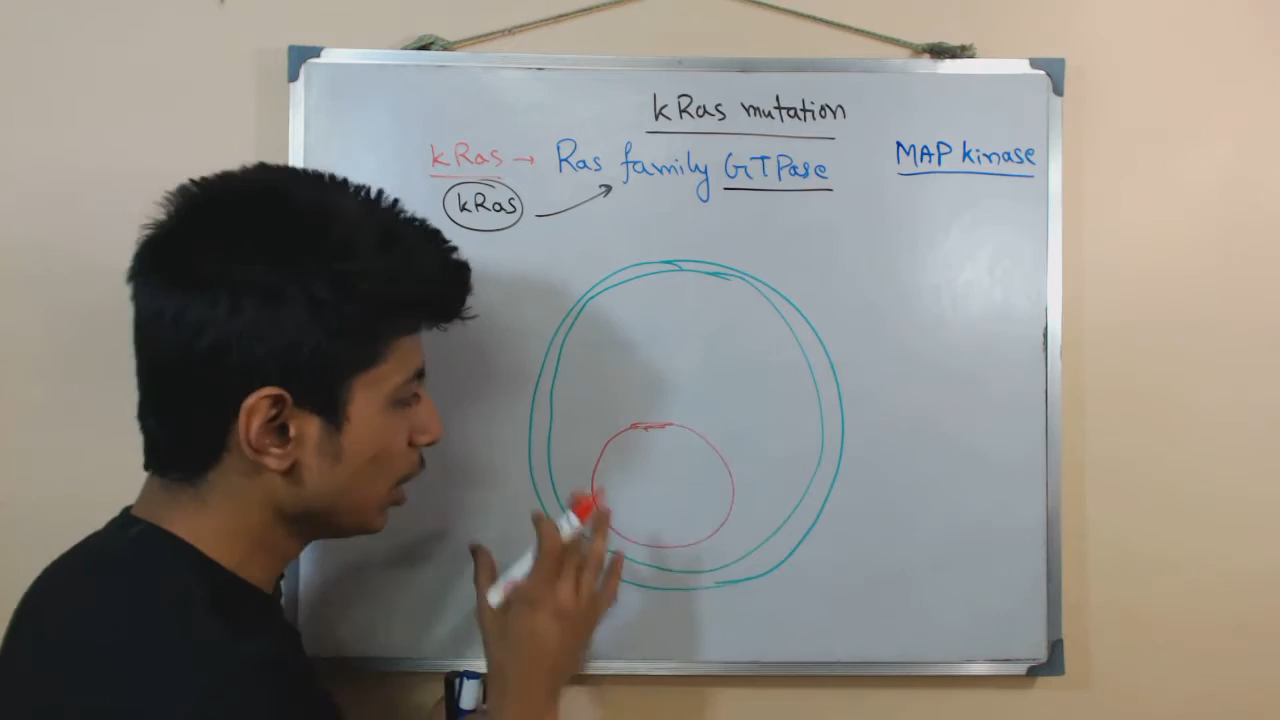 kRas mutation
kRas → Ras family GTPase
MAP kinase
kRas